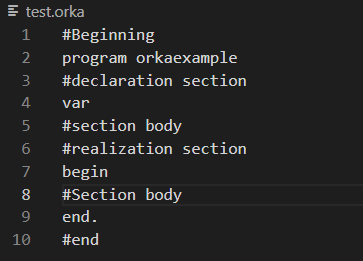 test.orka
1 #Beginning
2 program orkaexample
3 #declaration section
4 var
5 #section body
6 #realization section
7 begin
8 #Section body
9 end.
10 #end